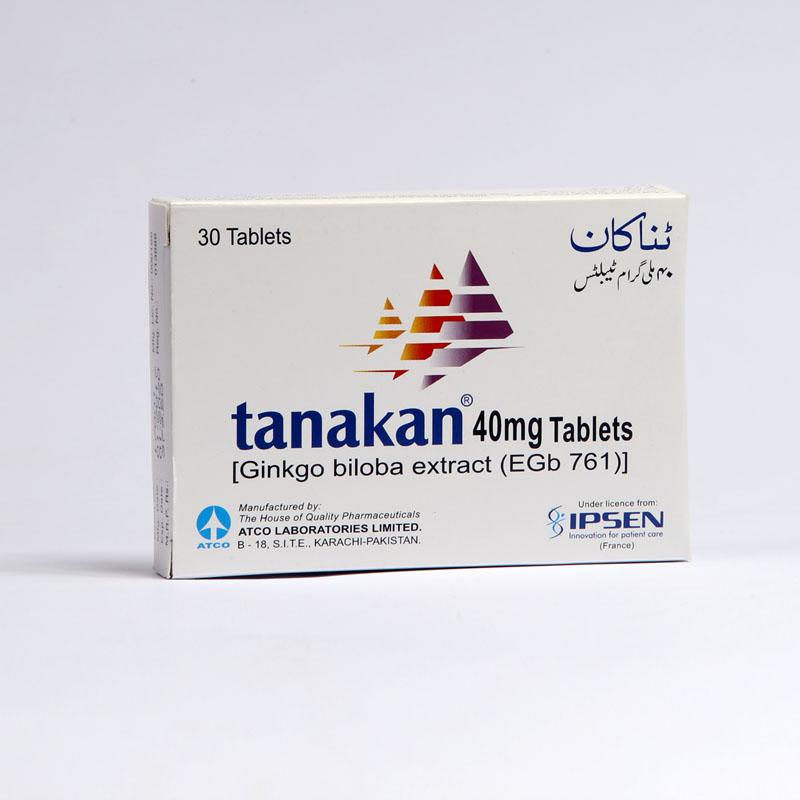 30 Tablets
ٹناکان
۴۰ ملی گرام ٹیبلٹس
tanakan® 40mg Tablets
[Ginkgo biloba extract (EGb 761)]
Manufactured by:
The House of Quality Pharmaceuticals
ATCO LABORATORIES LIMITED.
B - 18, S.I.T.E., KARACHI-PAKISTAN.
ATCO
Under licence from:
IPSEN
Innovation for patient care
(France)